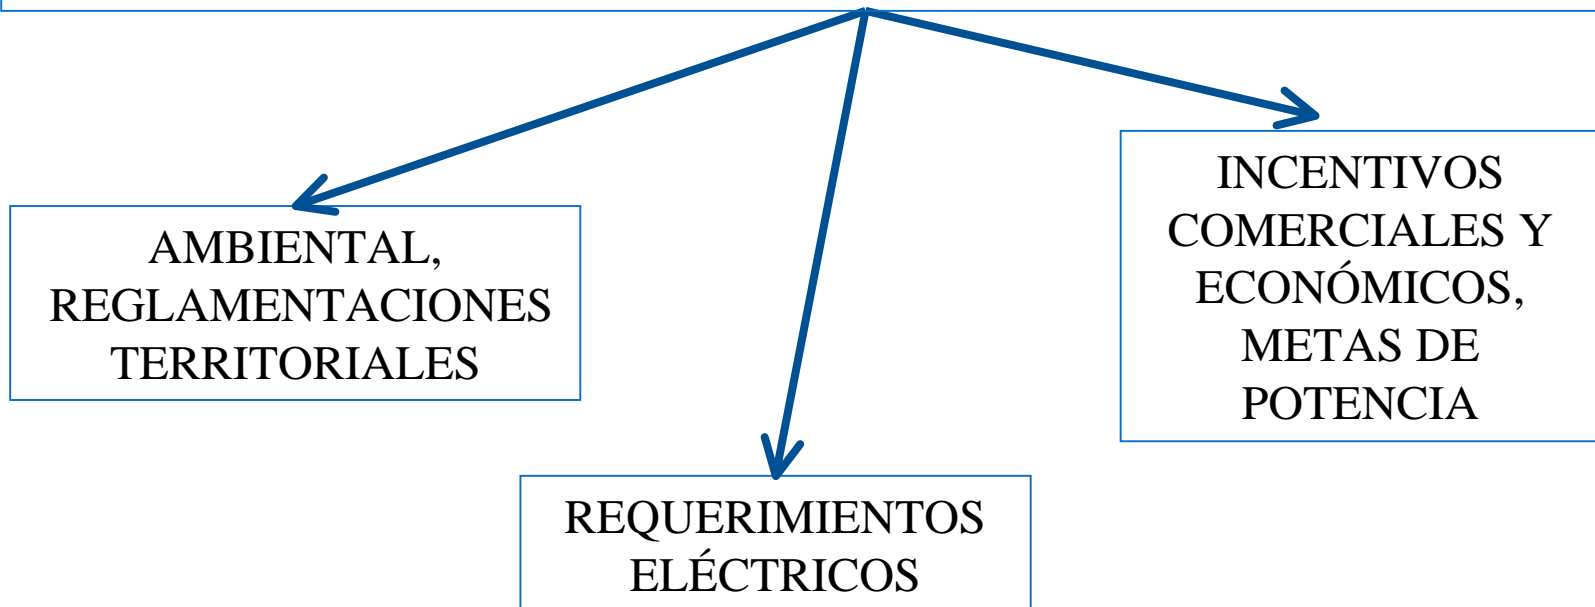 AMBIENTAL,
REGLAMENTACIONES
TERRITORIALES
REQUERIMIENTOS
ELÉCTRICOS
INCENTIVOS
COMERCIALES Y
ECONÓMICOS,
METAS DE
POTENCIA